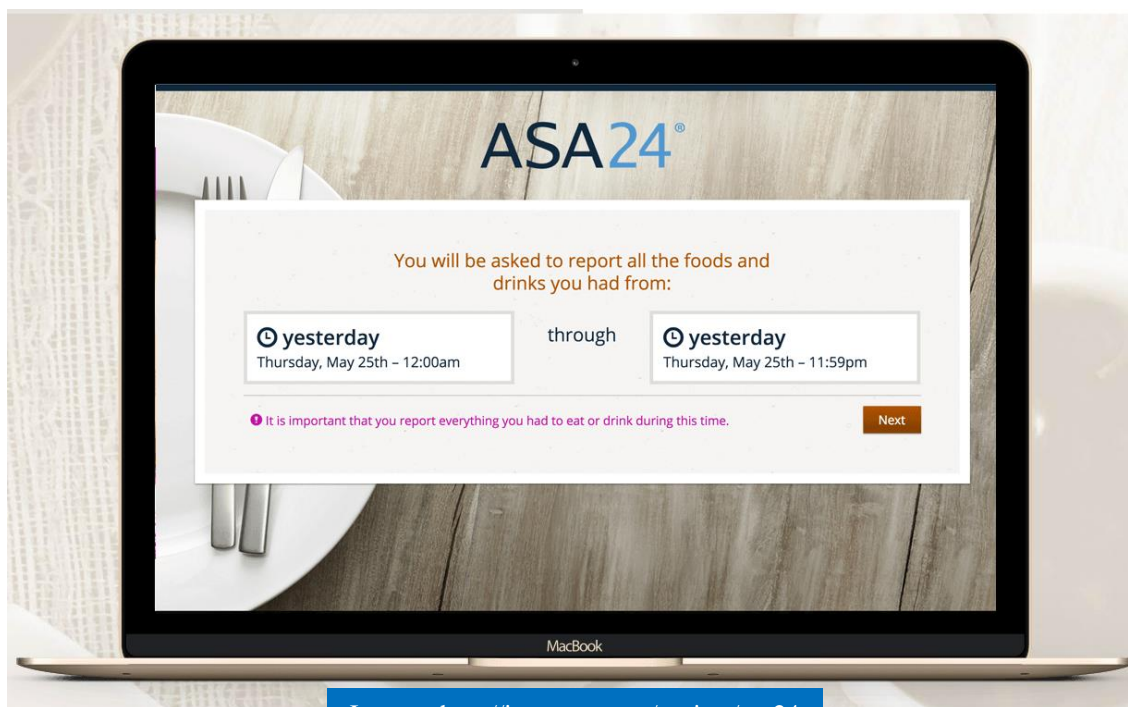 ASA24®
You will be asked to report all the foods and
drinks you had from:
yesterday
Thursday, May 25th – 12:00am
through
yesterday
Thursday, May 25th – 11:59pm
It is important that you report everything you had to eat or drink during this time.
Next
MacBook